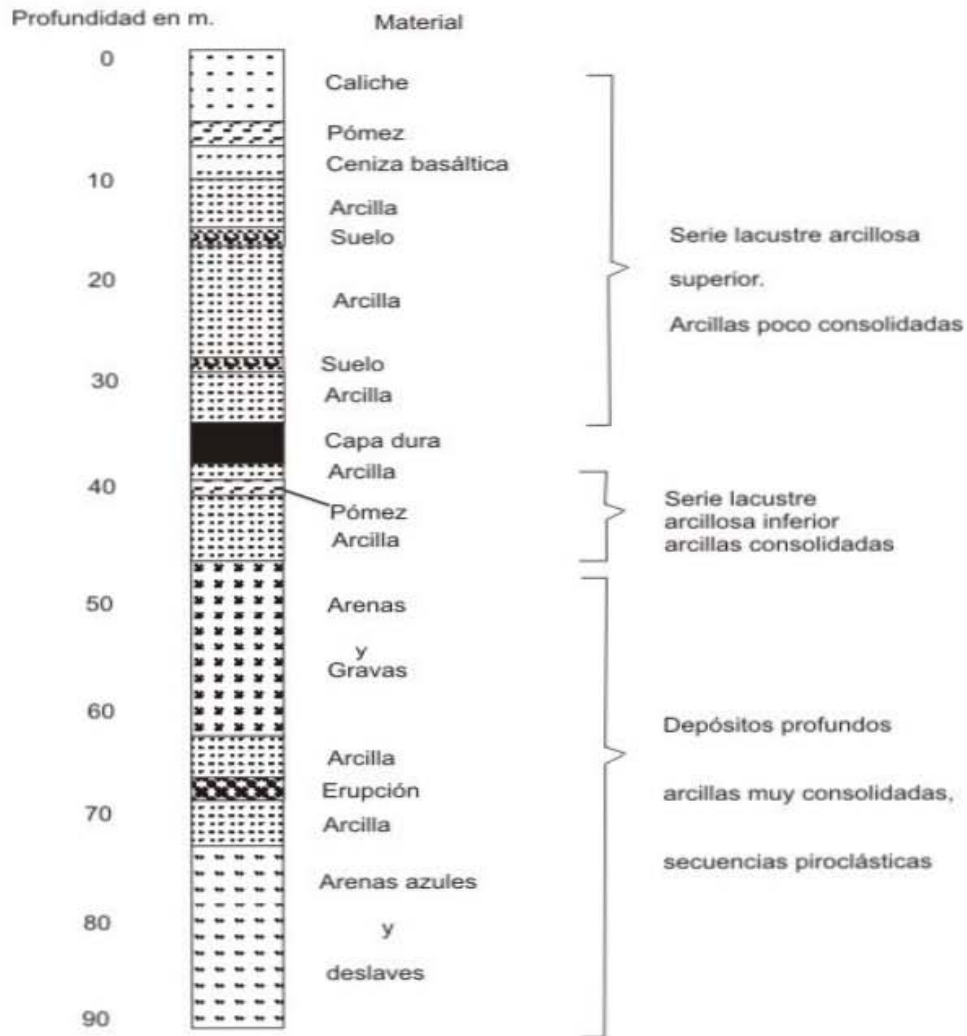 Profundidad en m.
Material
0
Caliche
Pómez
Ceniza basáltica
10
Arcilla
Suelo
20
Arcilla
Suelo
30
Arcilla
Capa dura
Arcilla
40
Pómez
Arcilla
50
Arenas
y
Gravas
60
Arcilla
Erupción
70
Arcilla
Arenas azules
80
y
deslaves
90
Serie lacustre arcillosa
superior.
Arcillas poco consolidadas
Serie lacustre
arcillosa inferior
arcillas consolidadas
Depósitos profundos
arcillas muy consolidadas,
secuencias piroclásticas